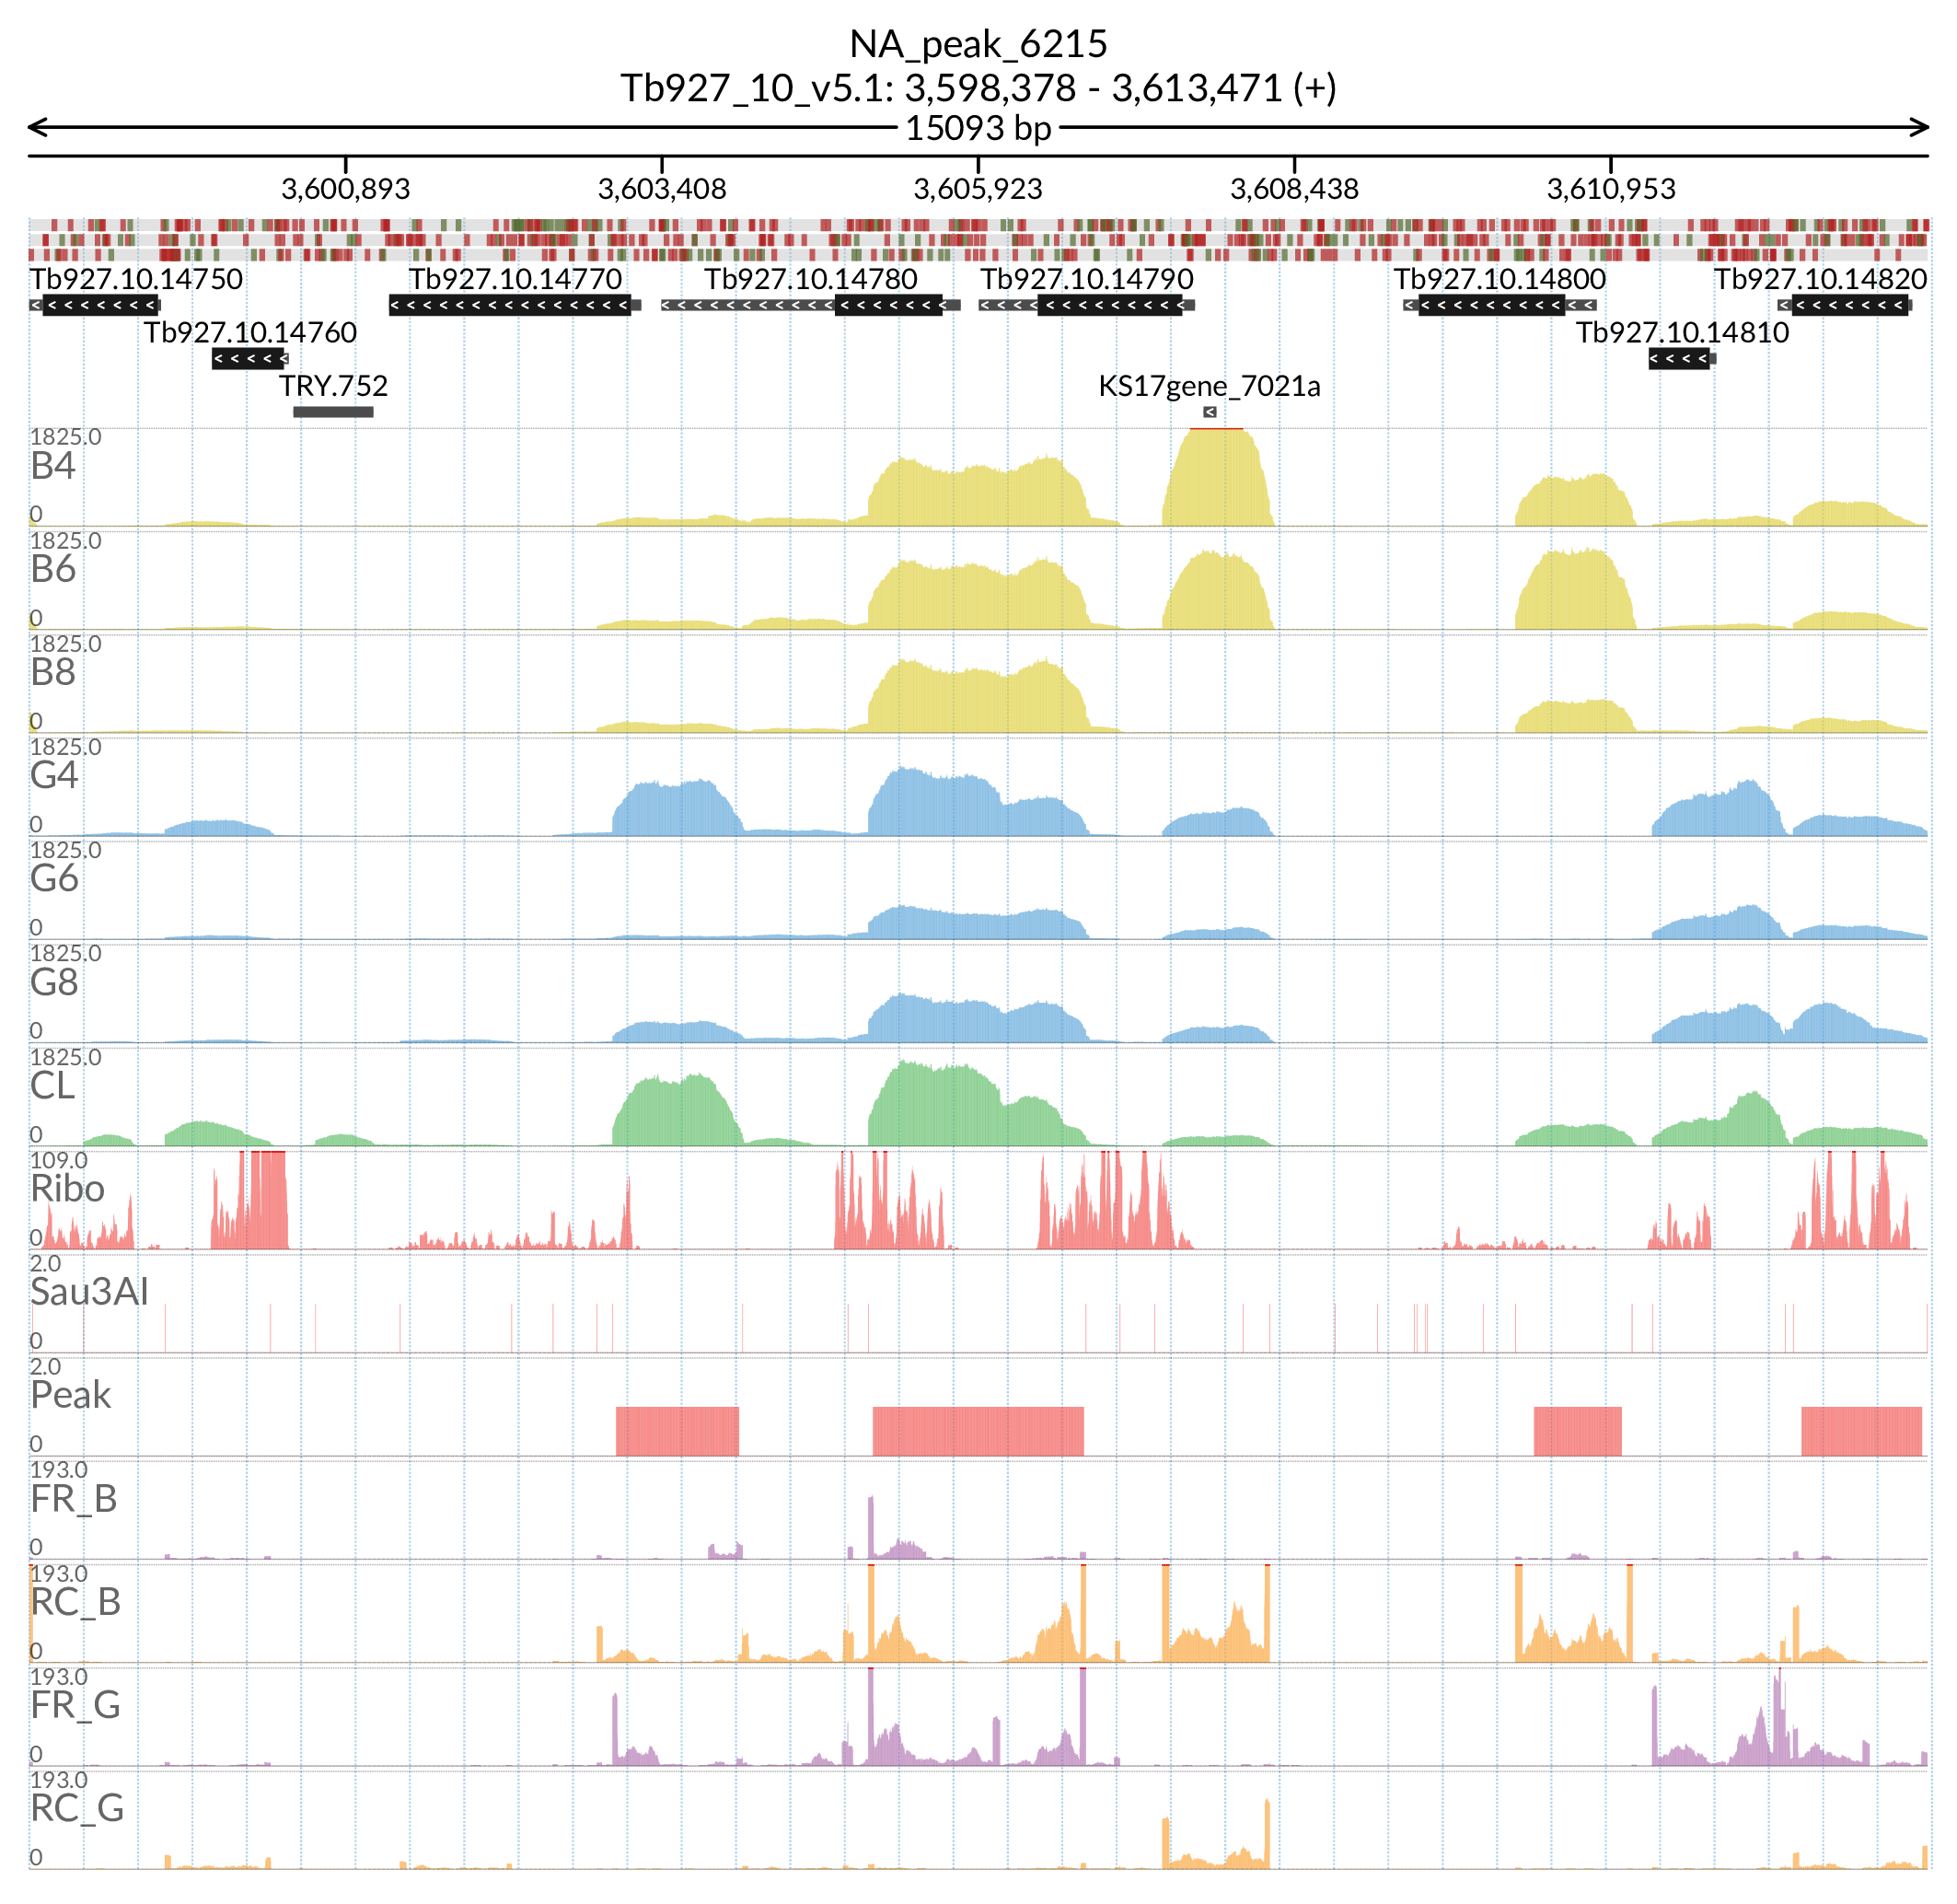 NA_peak_6215
Tb927_10_v5.1: 3,598,378 - 3,613,471 (+)
15093 bp
3,600,893 3,603,408 3,605,923 3,608,438 3,610,953
Tb927.10.14750 Tb927.10.14770 Tb927.10.14780 Tb927.10.14790 Tb927.10.14800 Tb927.10.14820
Tb927.10.14760 Tb927.10.14810
TRY.752 KS17gene_7021a
1825.0
B4
0
1825.0
B6
0
1825.0
B8
0
1825.0
G4
0
1825.0
G6
0
1825.0
G8
0
1825.0
CL
0
109.0
Ribo
0
2.0
Sau3AI
0
2.0
Peak
0
193.0
FR_B
0
193.0
RC_B
0
193.0
FR_G
0
193.0
RC_G
0